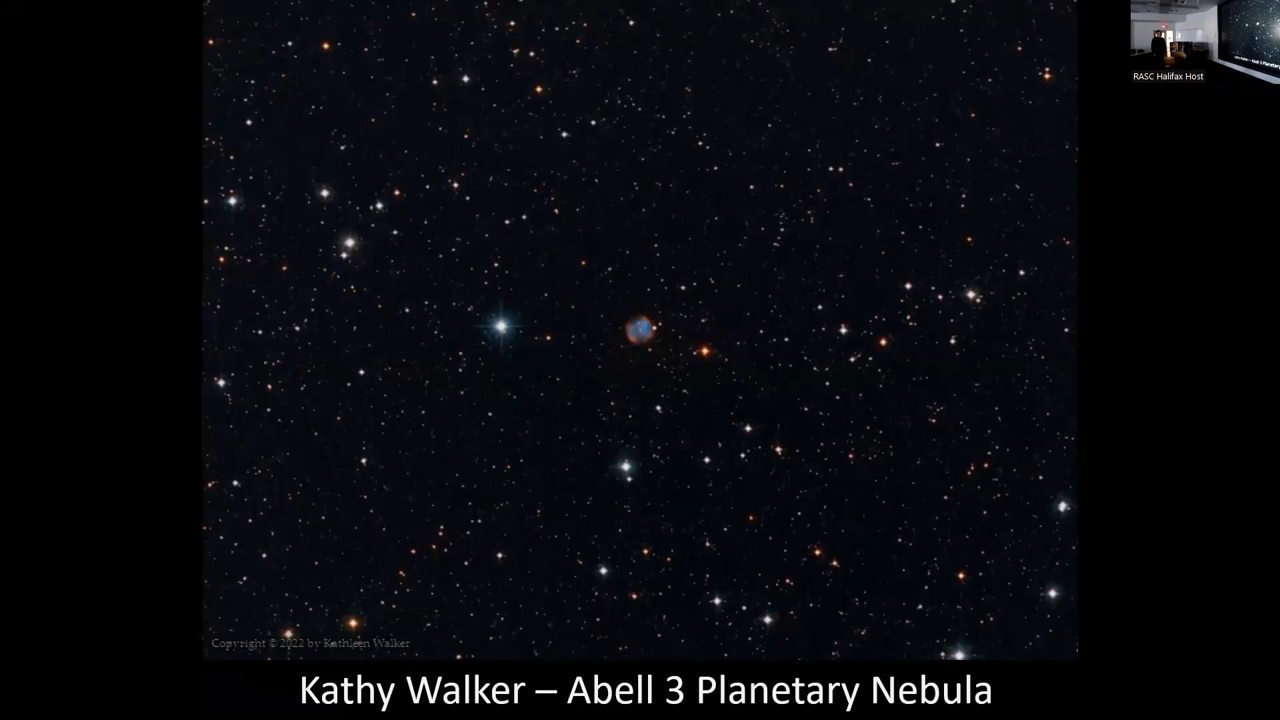 RASC Halifax Host
Copyright © 2022 by Kathleen Walker
Kathy Walker – Abell 3 Planetary Nebula